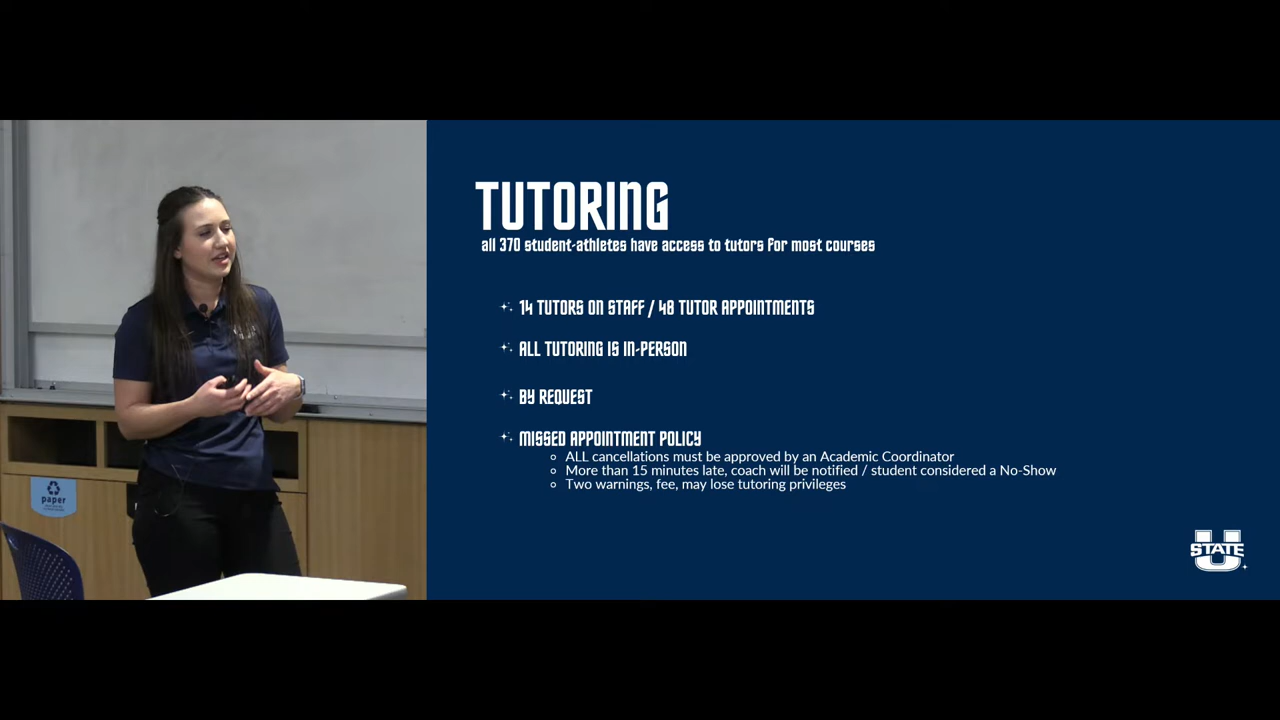 TUTORING
all 370 student-athletes have access to tutors for most courses
14 TUTORS ON STAFF / 48 TUTOR APPOINTMENTS
ALL TUTORING IS IN-PERSON
BY REQUEST
MISSED APPOINTMENT POLICY
ALL cancellations must be approved by an Academic Coordinator
More than 15 minutes late, coach will be notified / student considered a No-Show
Two warnings, fee, may lose tutoring privileges
paper
U STATE